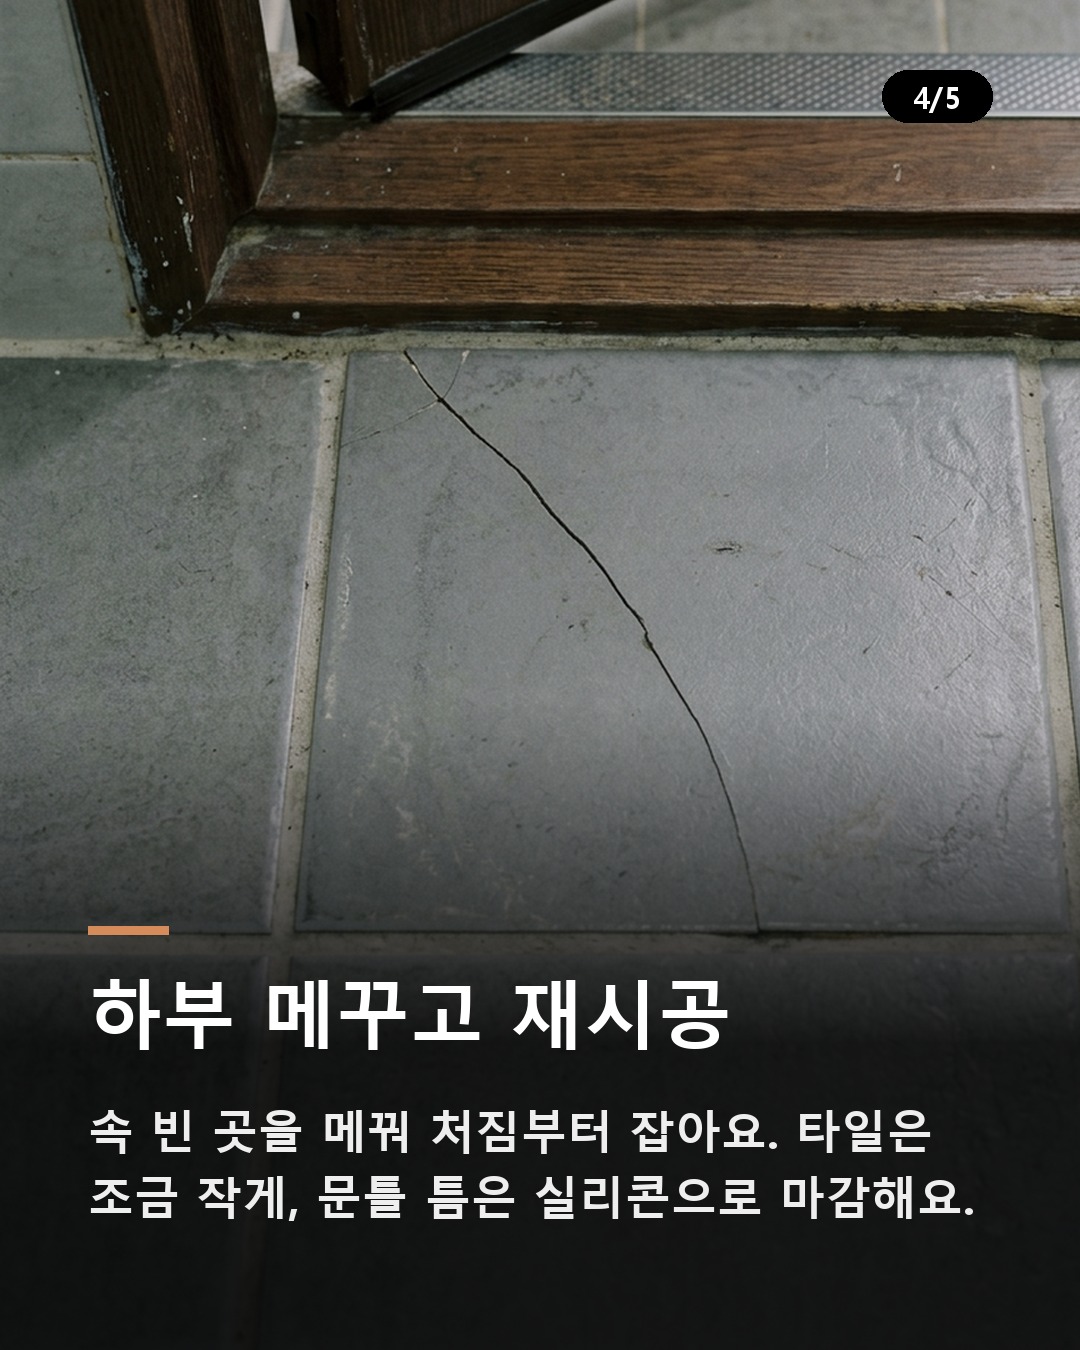 4/5
하부 메꾸고 재시공
속 빈 곳을 메꿔 처짐부터 잡아요. 타일은
조금 작게, 문틀 틈은 실리콘으로 마감해요.